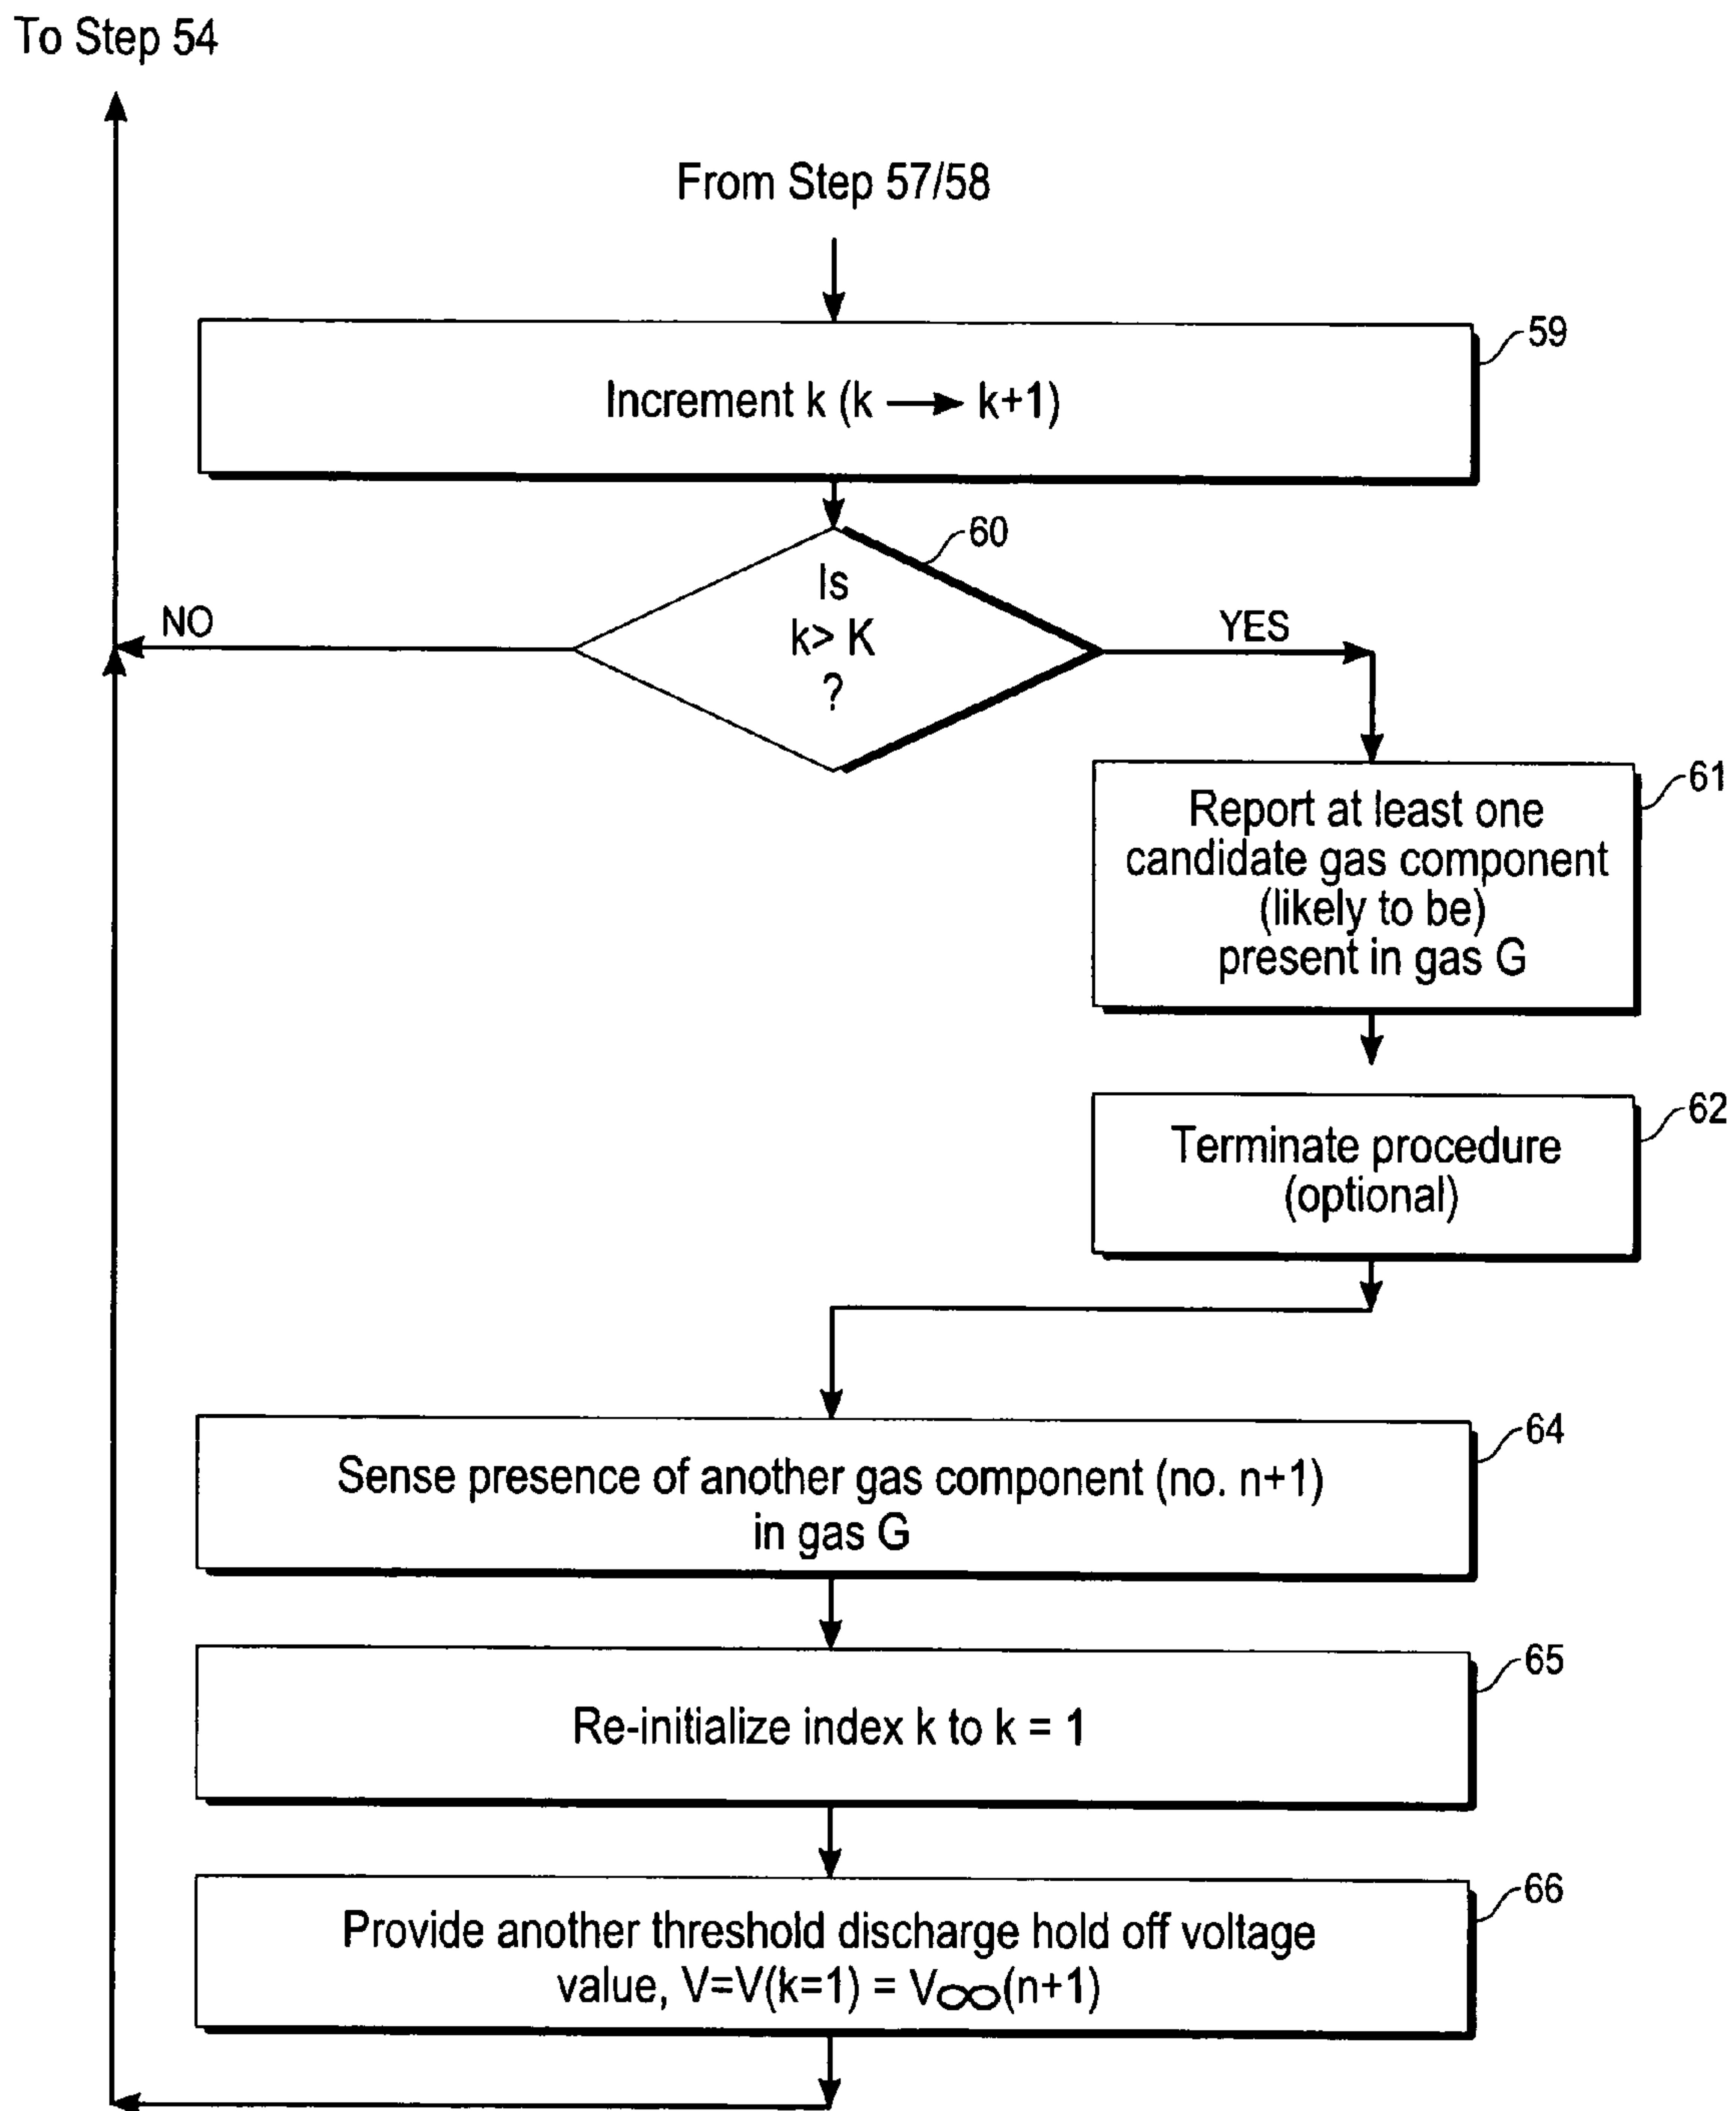 To Step 54
From Step 57/58
59
Increment k (k → k+1)
60
Is
k> K
?
NO
YES
61
Report at least one
candidate gas component
(likely to be)
present in gas G
62
Terminate procedure
(optional)
64
Sense presence of another gas component (no. n+1)
in gas G
65
Re-initialize index k to k = 1
66
Provide another threshold discharge hold off voltage
value, V=V(k=1) = V∞(n+1)